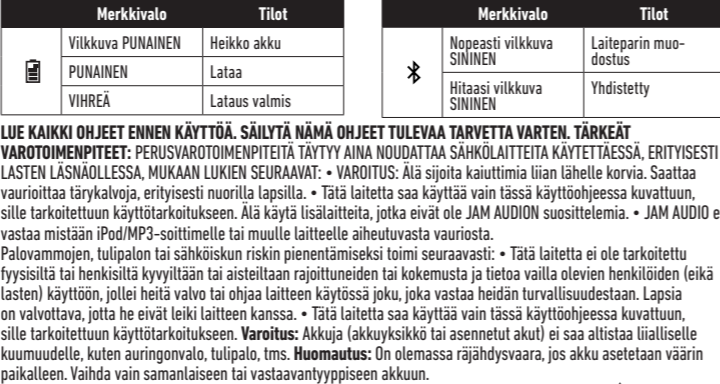 Merkkivalo Tilot
Vilkkuva PUNAINEN Heikko akku
PUNAINEN Lataa
VIHREÄ Lataus valmis
Merkkivalo Tilot
Nopeasti vilkkuva SININEN Laiteparin muo-
dostus
Hitaasi vilkkuva SININEN Yhdistetty
LUE KAIKKI OHJEET ENNEN KÄYTTÖÄ. SÄILYTÄ NÄMÄ OHJEET TULEVAA TARVETTA VARTEN. TÄRKEÄT
VAROTOIMENPITEET: PERUSVAROTOIMENPITEITÄ TÄYTYY AINA NOUDATTAA SÄHKÖLAITTEITA KÄYTETTÄESSÄ, ERITYISESTI
LASTEN LÄSNÄOLLESSA, MUKAAN LUKIEN SEURAAVAT: • VAROITUS: Älä sijoita kaiuttimia liian lähelle korvia. Saattaa
vaurioittaa tärykalvoja, erityisesti nuorilla lapsilla. • Tätä laitetta saa käyttää vain tässä käyttöohjeessa kuvattuun,
sille tarkoitettuun käyttötarkoitukseen. Älä käytä lisälaitteita, jotka eivät ole JAM AUDION suosittelemia. • JAM AUDIO e
vastaa mistään iPod/MP3-soittimelle tai muulle laitteelle aiheutuvasta vauriosta.
Palovammojen, tulipalon tai sähköiskun riskin pienentämiseksi toimi seuraavasti: • Tätä laitetta ei ole tarkoitettu
fyysisiltä tai henkisiltä kyvyiltään tai aisteiltaan rajoittuneiden tai kokemusta ja tietoa vailla olevien henkilöiden (eikä
lasten) käyttöön, jollei heitä valvo tai ohjaa laitteen käytössä joku, joka vastaa heidän turvallisuudestaan. Lapsia
on valvottava, jotta he eivät leiki laitteen kanssa. • Tätä laitetta saa käyttää vain tässä käyttöohjeessa kuvattuun,
sille tarkoitettuun käyttötarkoitukseen. Varoitus: Akkuja (akkuyksikkö tai asennetut akut) ei saa altistaa liialliselle
kuumuudelle, kuten auringonvalo, tulipalo, tms. Huomautus: On olemassa räjähdysvaara, jos akku asetetaan väärin
paikalleen. Vaihda vain samanlaiseen tai vastaavantyyppiseen akkuun.